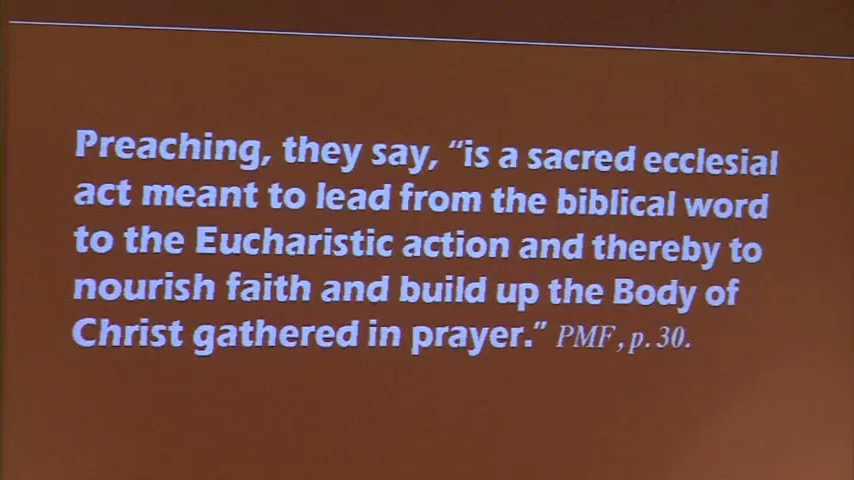 Preaching, they say, “is a sacred ecclesial
act meant to lead from the biblical word
to the Eucharistic action and thereby to
nourish faith and build up the Body of
Christ gathered in prayer.” PMF, p. 30.